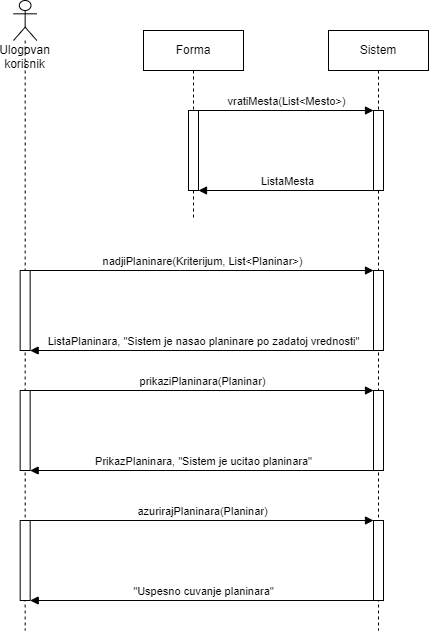 Forma
Sistem
Ulogovan
korisnik
vratiMesta(List<Mesto>)
ListaMesta
nadjiPlaninare(Kriterijum, List<Planinar>)
ListaPlaninara, "Sistem je nasao planinare po zadatoj vrednosti"
prikaziPlaninara(Planinar)
PrikazPlaninara, "Sistem je ucitao planinara"
azurirajPlaninara(Planinar)
"Uspesno cuvanje planinara"